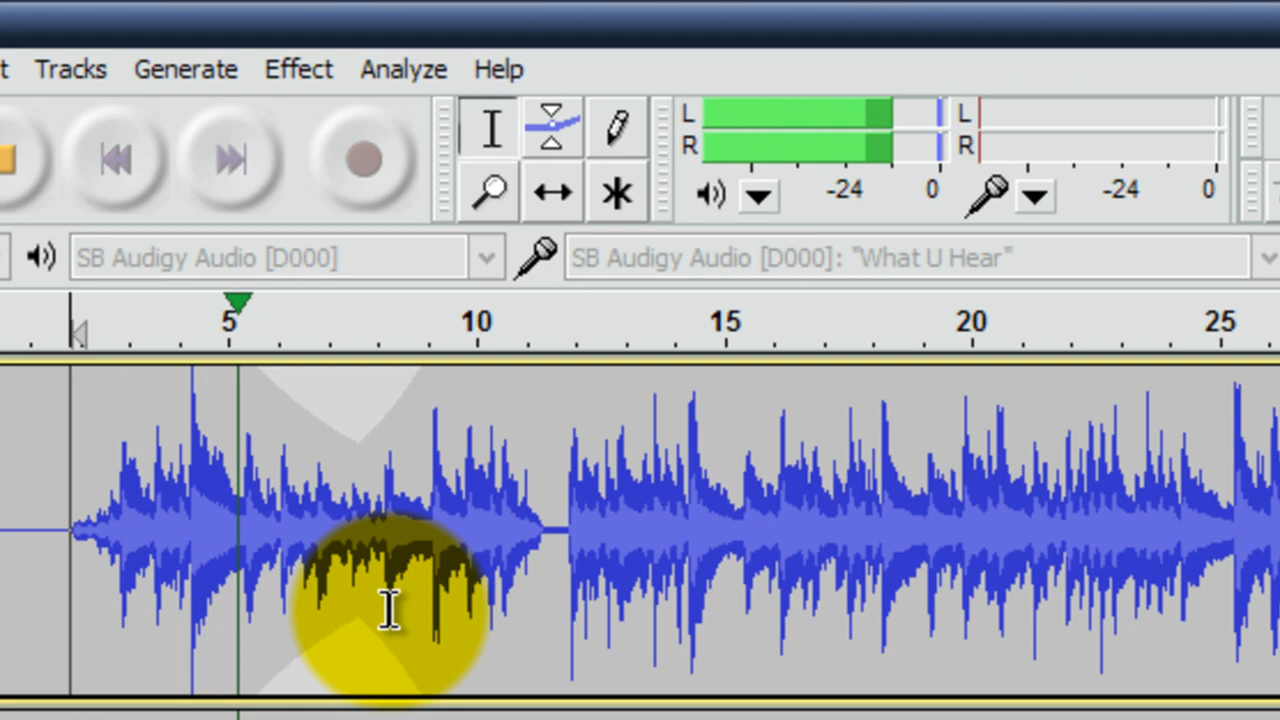 t Tracks Generate Effect Analyze Help
L L
R R
-24 0 -24 0
SB Audigy Audio [D000] SB Audigy Audio [D000]: "What U Hear"
5 10 15 20 25